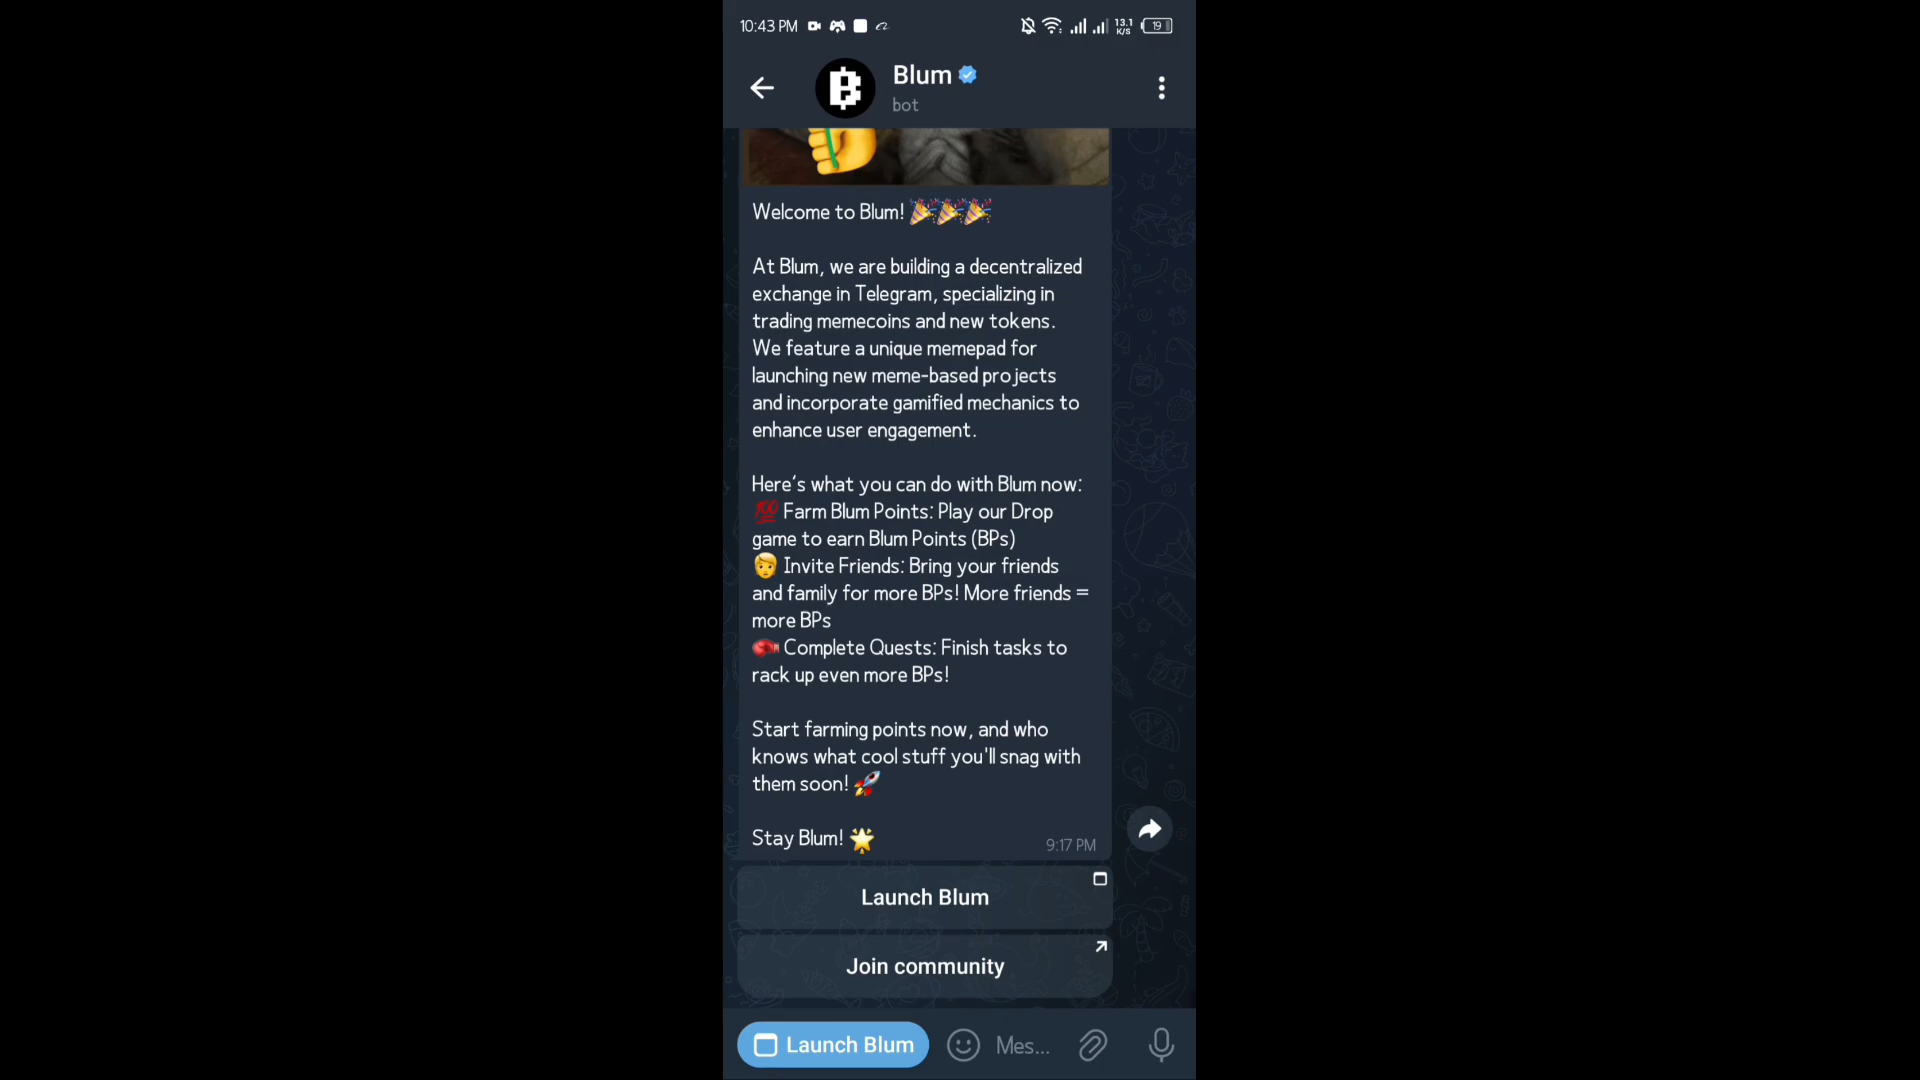 10:43 PM 13.1 K/S 19
Blum
bot
Welcome to Blum! 🎉🎉🎉
At Blum, we are building a decentralized
exchange in Telegram, specializing in
trading memecoins and new tokens.
We feature a unique memepad for
launching new meme-based projects
and incorporate gamified mechanics to
enhance user engagement.
Here's what you can do with Blum now:
💯 Farm Blum Points: Play our Drop
game to earn Blum Points (BPs)
🧑 Invite Friends: Bring your friends
and family for more BPs! More friends =
more BPs
🥊 Complete Quests: Finish tasks to
rack up even more BPs!
Start farming points now, and who
knows what cool stuff you'll snag with
them soon! 🚀
Stay Blum! 🌟
9:17 PM
Launch Blum
Join community
Launch Blum Mes...